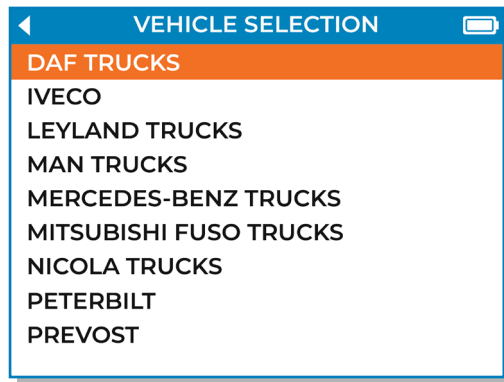 VEHICLE SELECTION
DAF TRUCKS
IVECO
LEYLAND TRUCKS
MAN TRUCKS
MERCEDES-BENZ TRUCKS
MITSUBISHI FUSO TRUCKS
NICOLA TRUCKS
PETERBILT
PREVOST